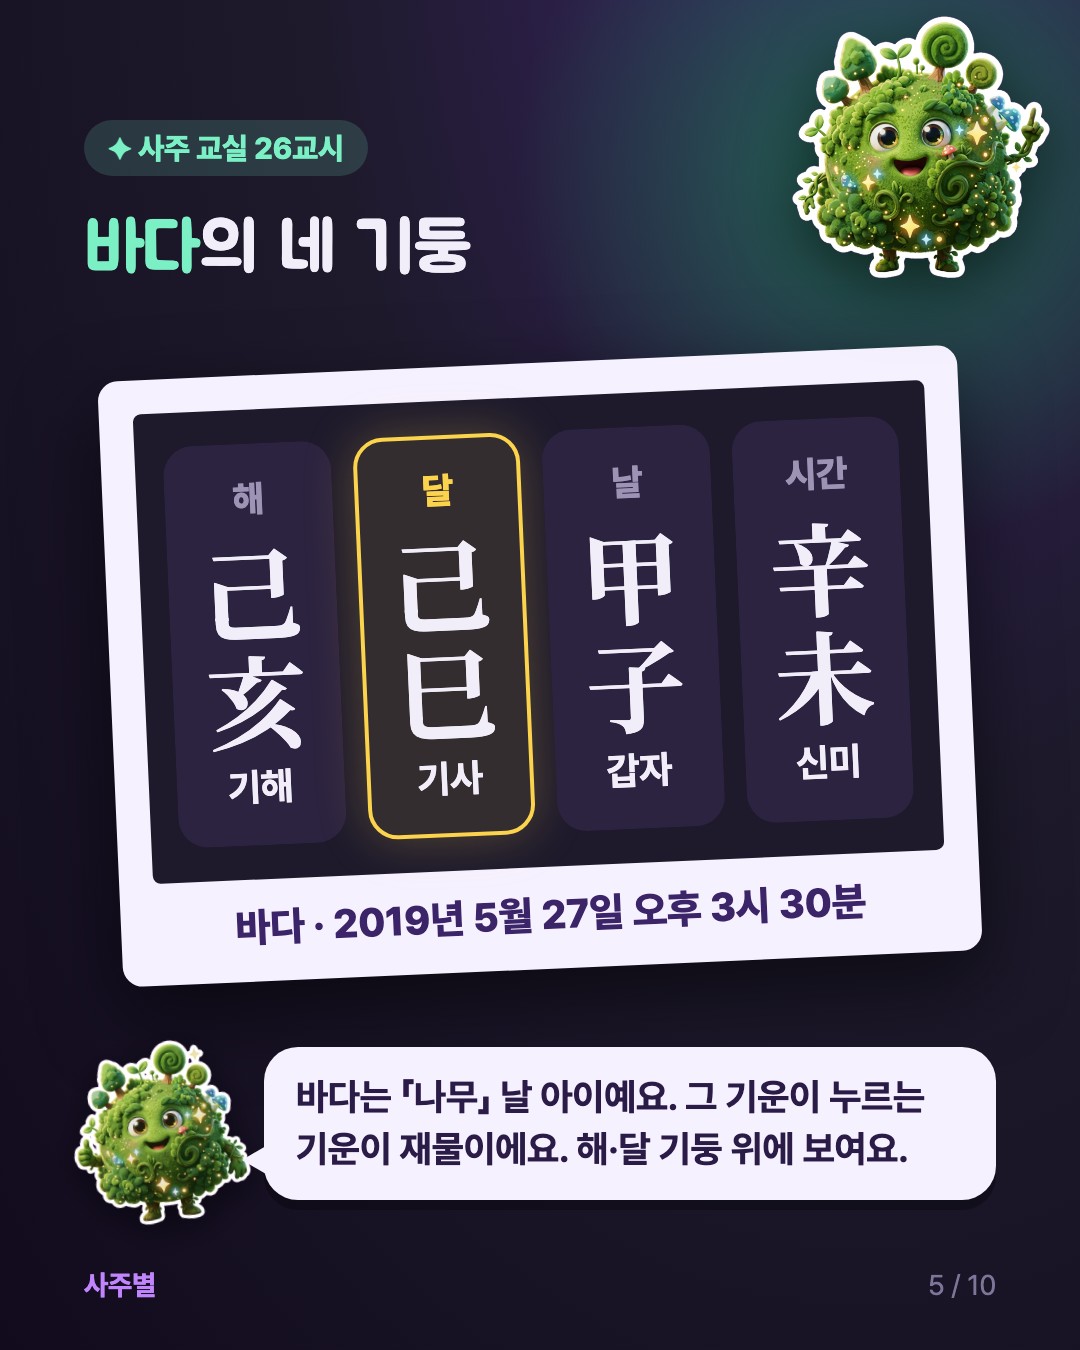 ✦ 사주 교실 26교시
바다의 네 기둥
해 달 날 시간
己 己 甲 辛
亥 巳 子 未
기해 기사 갑자 신미
바다 · 2019년 5월 27일 오후 3시 30분
바다는 「나무」 날 아이예요. 그 기운이 누르는
기운이 재물이에요. 해·달 기둥 위에 보여요.
사주별
5 / 10